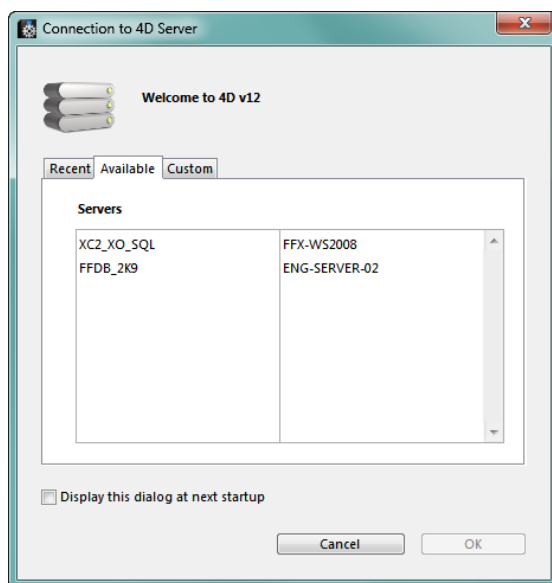 Connection to 4D Server
Welcome to 4D v12
Recent Available Custom
Servers
XC2_XO_SQL FFX-WS2008
FFDB_2K9 ENG-SERVER-02
Display this dialog at next startup
Cancel OK